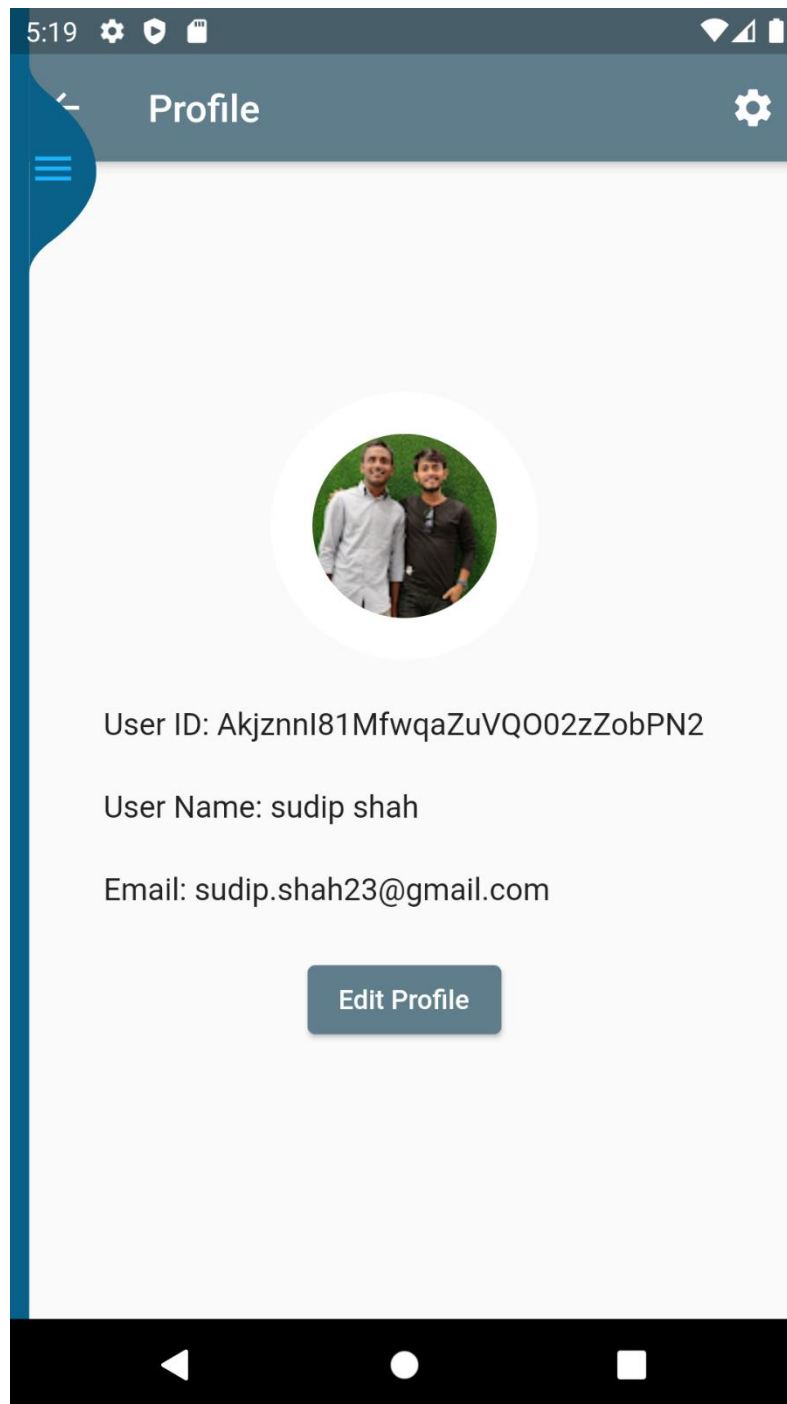 5:19
Profile
User ID: AkjznnI81MfwqaZuVQO02zZobPN2
User Name: sudip shah
Email: sudip.shah23@gmail.com
Edit Profile